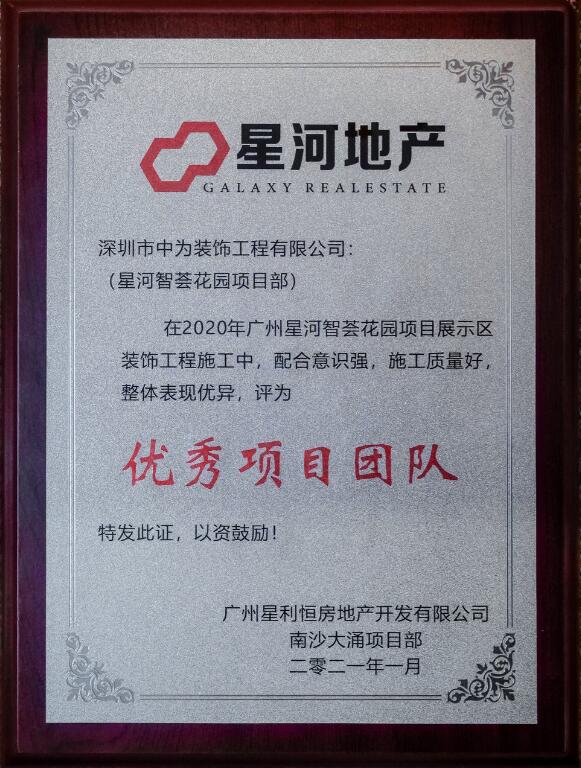 星河地产
GALAXY REALESTATE
深圳市中为装饰工程有限公司：
（星河智荟花园项目部）
在2020年广州星河智荟花园项目展示区
装饰工程施工中，配合意识强，施工质量好，
整体表现优异，评为
优秀项目团队
特发此证，以资鼓励！
广州星利恒房地产开发有限公司
南沙大涌项目部
二零二一年一月